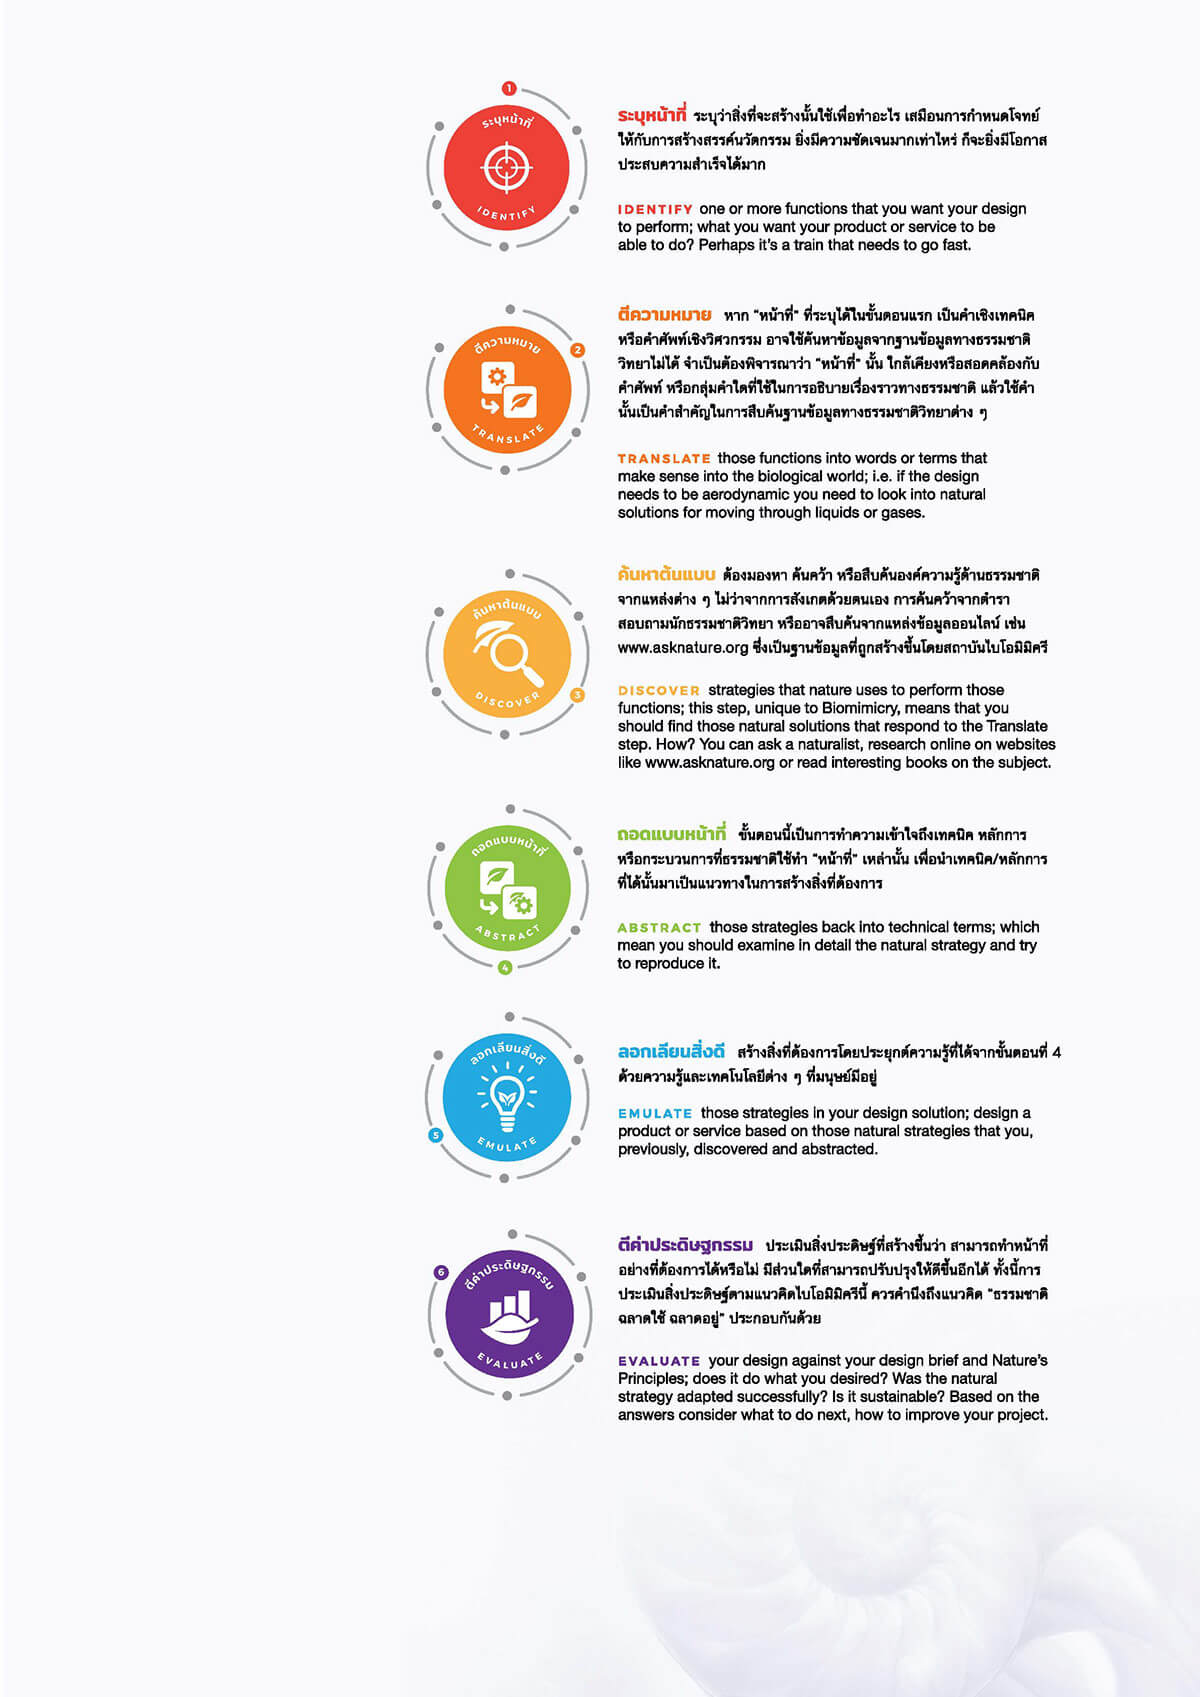 1
ระบุหน้าที่
IDENTIFY
ระบุหน้าที่ ระบุว่าสิ่งที่จะสร้างนั้นใช้เพื่อทำอะไร เสมือนการกำหนดโจทย์
ให้กับการสร้างสรรค์นวัตกรรม ยิ่งมีความชัดเจนมากเท่าไหร่ ก็จะยิ่งมีโอกาส
ประสบความสำเร็จได้มาก
IDENTIFY one or more functions that you want your design
to perform; what you want your product or service to be
able to do? Perhaps it's a train that needs to go fast.
2
ตีความหมาย
TRANSLATE
ตีความหมาย หาก "หน้าที่" ที่ระบุได้ในขั้นตอนแรก เป็นคำเชิงเทคนิค
หรือคำศัพท์เชิงวิศวกรรม อาจใช้ค้นหาข้อมูลจากฐานข้อมูลทางธรรมชาติ
วิทยาไม่ได้ จำเป็นต้องพิจารณาว่า "หน้าที่" นั้น ใกล้เคียงหรือสอดคล้องกับ
คำศัพท์ หรือกลุ่มคำใดที่ใช้ในการอธิบายเรื่องราวทางธรรมชาติ แล้วใช้คำ
นั้นเป็นคำสำคัญในการสืบค้นฐานข้อมูลทางธรรมชาติวิทยาต่าง ๆ
TRANSLATE those functions into words or terms that
make sense into the biological world; i.e. if the design
needs to be aerodynamic you need to look into natural
solutions for moving through liquids or gases.
ค้นหาต้นแบบ
DISCOVER
3
ค้นหาต้นแบบ ต้องมองหา ค้นคว้า หรือสืบค้นองค์ความรู้ด้านธรรมชาติ
จากแหล่งต่าง ๆ ไม่ว่าจากการสังเกตด้วยตนเอง การค้นคว้าจากตำรา
สอบถามนักธรรมชาติวิทยา หรืออาจสืบค้นจากแหล่งข้อมูลออนไลน์ เช่น
www.asknature.org ซึ่งเป็นฐานข้อมูลที่ถูกสร้างขึ้นโดยสถาบันไบโอมิมิครี
DISCOVER strategies that nature uses to perform those
functions; this step, unique to Biomimicry, means that you
should find those natural solutions that respond to the Translate
step. How? You can ask a naturalist, research online on websites
like www.asknature.org or read interesting books on the subject.
ถอดแบบหน้าที่
ABSTRACT
4
ถอดแบบหน้าที่ ขั้นตอนนี้เป็นการทำความเข้าใจถึงเทคนิค หลักการ
หรือกระบวนการที่ธรรมชาติใช้ทำ "หน้าที่" เหล่านั้น เพื่อนำเทคนิค/หลักการ
ที่ได้นั้นมาเป็นแนวทางในการสร้างสิ่งที่ต้องการ
ABSTRACT those strategies back into technical terms; which
mean you should examine in detail the natural strategy and try
to reproduce it.
ลอกเลียนสิ่งดี
EMULATE
5
ลอกเลียนสิ่งดี สร้างสิ่งที่ต้องการโดยประยุกต์ความรู้ที่ได้จากขั้นตอนที่ 4
ด้วยความรู้และเทคโนโลยีต่าง ๆ ที่มนุษย์มีอยู่
EMULATE those strategies in your design solution; design a
product or service based on those natural strategies that you,
previously, discovered and abstracted.
6
ตีค่าประดิษฐกรรม
EVALUATE
ตีค่าประดิษฐกรรม ประเมินสิ่งประดิษฐ์ที่สร้างขึ้นว่า สามารถทำหน้าที่
อย่างที่ต้องการได้หรือไม่ มีส่วนใดที่สามารถปรับปรุงให้ดีขึ้นอีกได้ ทั้งนี้การ
ประเมินสิ่งประดิษฐ์ตามแนวคิดไบโอมิมิครีนี้ ควรคำนึงถึงแนวคิด "ธรรมชาติ
ฉลาดใช้ ฉลาดอยู่" ประกอบกันด้วย
EVALUATE your design against your design brief and Nature's
Principles; does it do what you desired? Was the natural
strategy adapted successfully? Is it sustainable? Based on the
answers consider what to do next, how to improve your project.